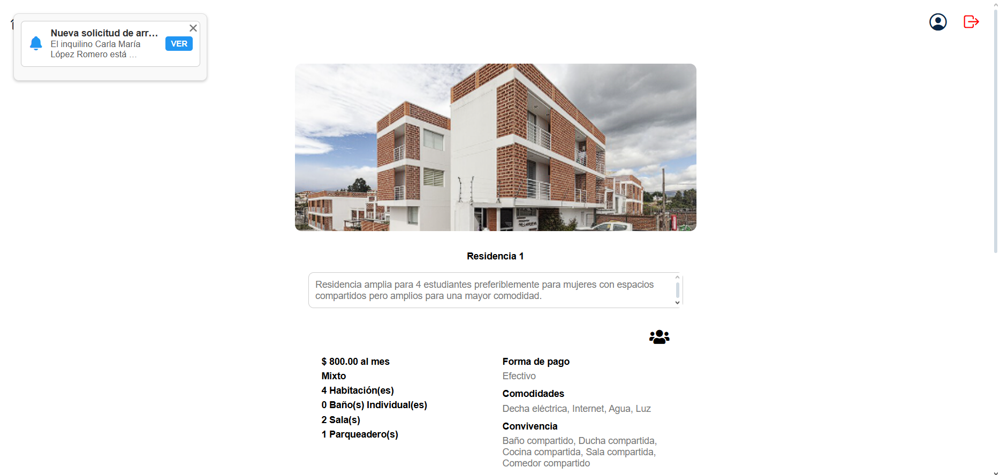 Nueva solicitud de arr...
El inquilino Carla María
López Romero está ...
VER
Residencia 1
Residencia amplia para 4 estudiantes preferiblemente para mujeres con espacios
compartidos pero amplios para una mayor comodidad.
$ 800.00 al mes
Mixto
4 Habitación(es)
0 Baño(s) Individual(es)
2 Sala(s)
1 Parqueadero(s)
Forma de pago
Efectivo
Comodidades
Decha eléctrica, Internet, Agua, Luz
Convivencia
Baño compartido, Ducha compartida,
Cocina compartida, Sala compartida,
Comedor compartido